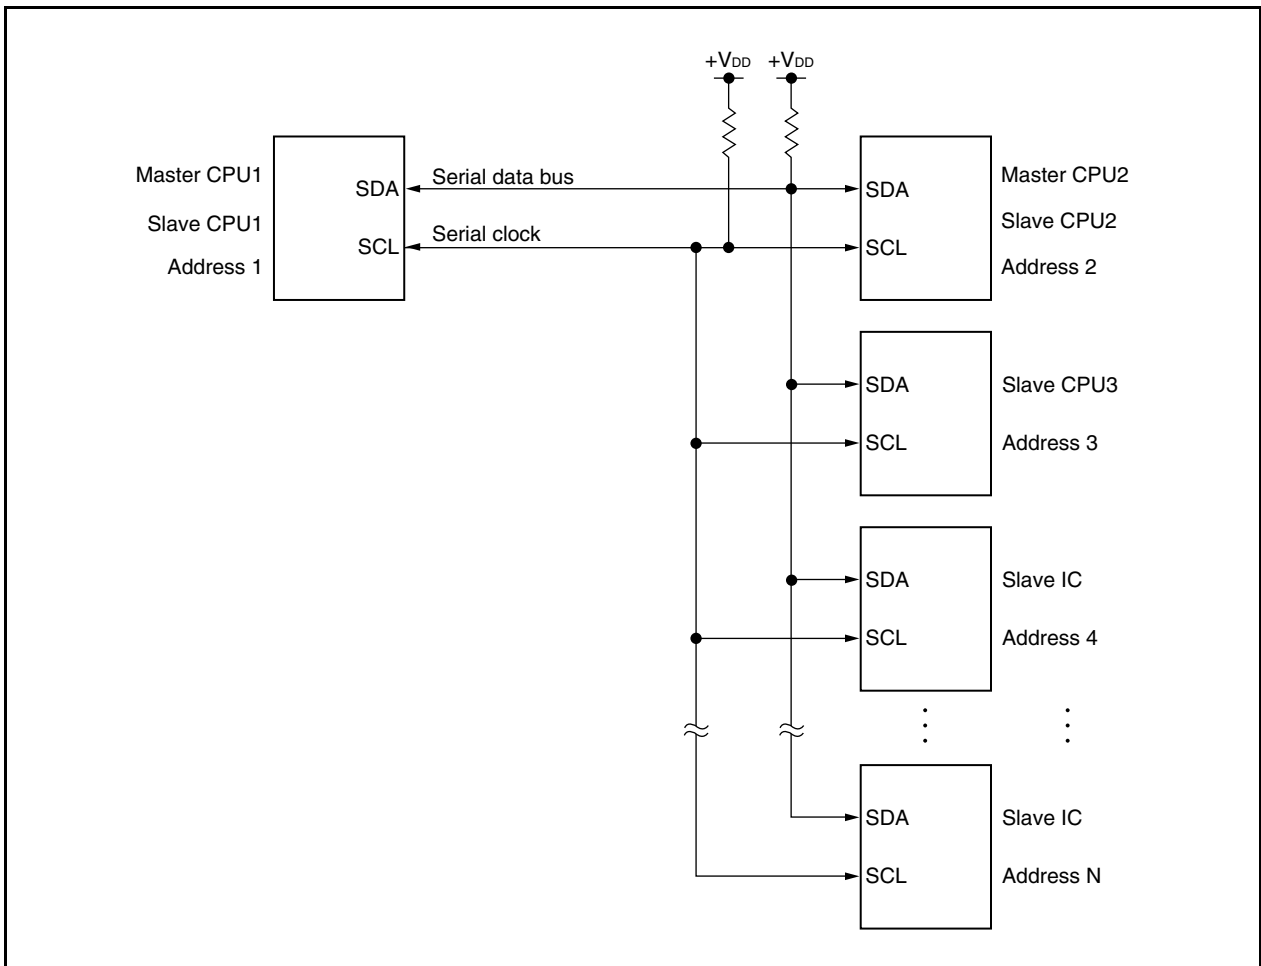 +VDD +VDD
Master CPU1
Slave CPU1
Address 1
SDA
SCL
Serial data bus
Serial clock
SDA
SCL
Master CPU2
Slave CPU2
Address 2
SDA
SCL
Slave CPU3
Address 3
SDA
SCL
Slave IC
Address 4
SDA
SCL
Slave IC
Address N